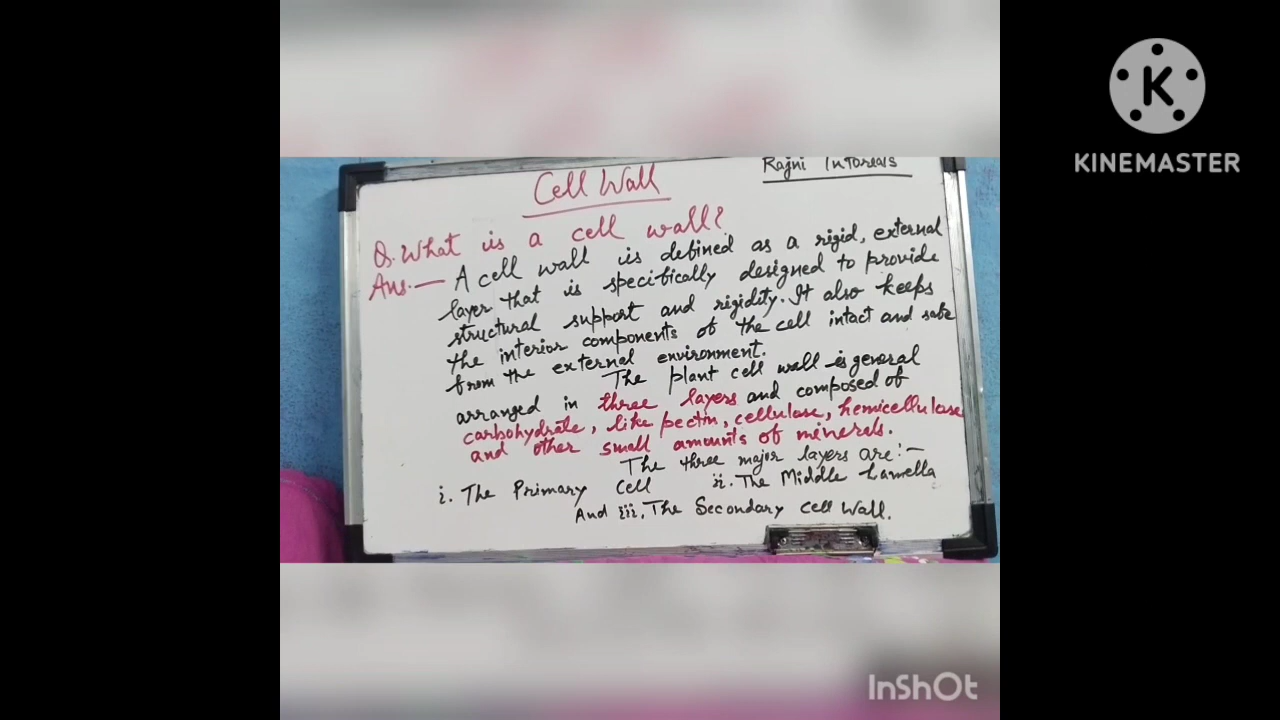 Rajni Intoreals
Cell Wall
Q. What is a cell wall?
Ans.— A cell wall is defined as a rigid, external
layer that is specifically designed to provide
structural support and rigidity. It also keeps
the interior components of the cell intact and safe
from the external environment.
The plant cell wall is general
arranged in three layers and composed of
carbohydrate, like pectin, cellulose, hemicellulose
and other small amounts of minerals.
The three major layers are:-
i. The Primary Cell ii. The Middle Lamella
And iii. The Secondary cell Wall.
KINEMASTER
InShOt